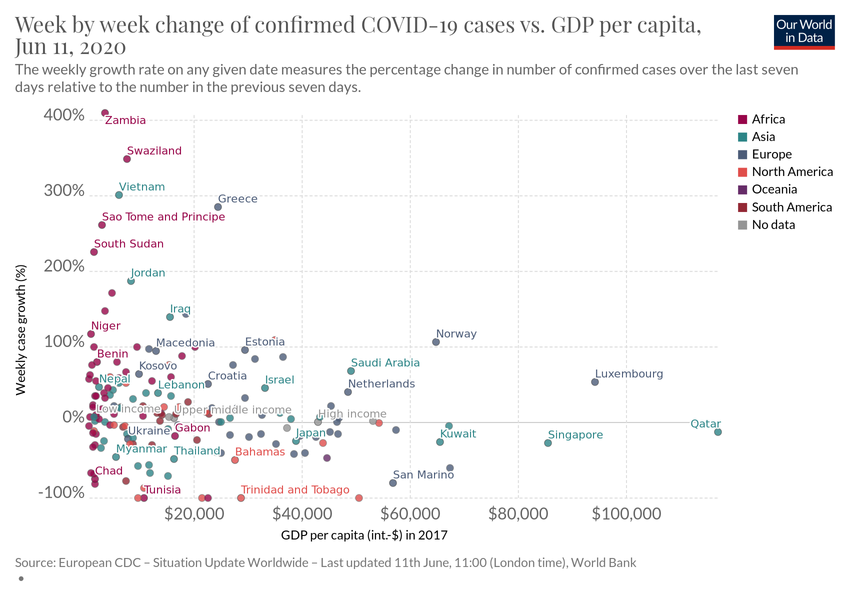 Week by week change of confirmed COVID-19 cases vs. GDP per capita,
Jun 11, 2020
Our World
in Data
The weekly growth rate on any given date measures the percentage change in number of confirmed cases over the last seven
days relative to the number in the previous seven days.
400%
Zambia
Africa
Asia
Europe
North America
Oceania
South America
No data
Swaziland
Vietnam
300%
Greece
Sao Tome and Principe
South Sudan
200%
Jordan
Iraq
Niger
Norway
100%
Macedonia
Estonia
Benin
Kosovo
Saudi Arabia
Nepal
Lebanon
Croatia
Israel
Netherlands
Luxembourg
Low income
Upper middle income
High income
0%
Ukraine
Gabon
Japan
Kuwait
Singapore
Qatar
Myanmar
Thailand
Bahamas
Chad
San Marino
Tunisia
Trinidad and Tobago
-100%
Weekly case growth (%)
$20,000
$40,000
$60,000
$80,000
$100,000
GDP per capita (int.-$) in 2017
Source: European CDC – Situation Update Worldwide – Last updated 11th June, 11:00 (London time), World Bank